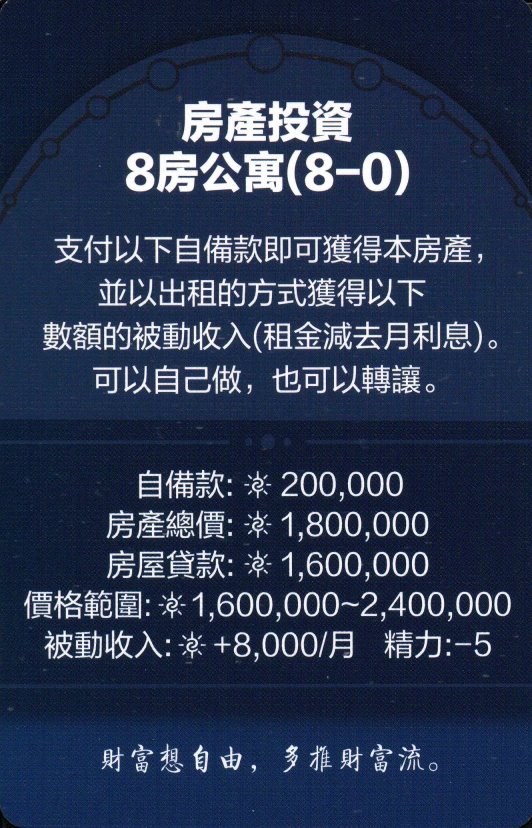 房產投資
8房公寓(8-0)
支付以下自備款即可獲得本房產，
並以出租的方式獲得以下
數額的被動收入(租金減去月利息)。
可以自己做，也可以轉讓。
自備款: 200,000
房產總價: 1,800,000
房屋貸款: 1,600,000
價格範圍: 1,600,000~2,400,000
被動收入: +8,000/月 精力:-5
財富想自由，多推財富流。